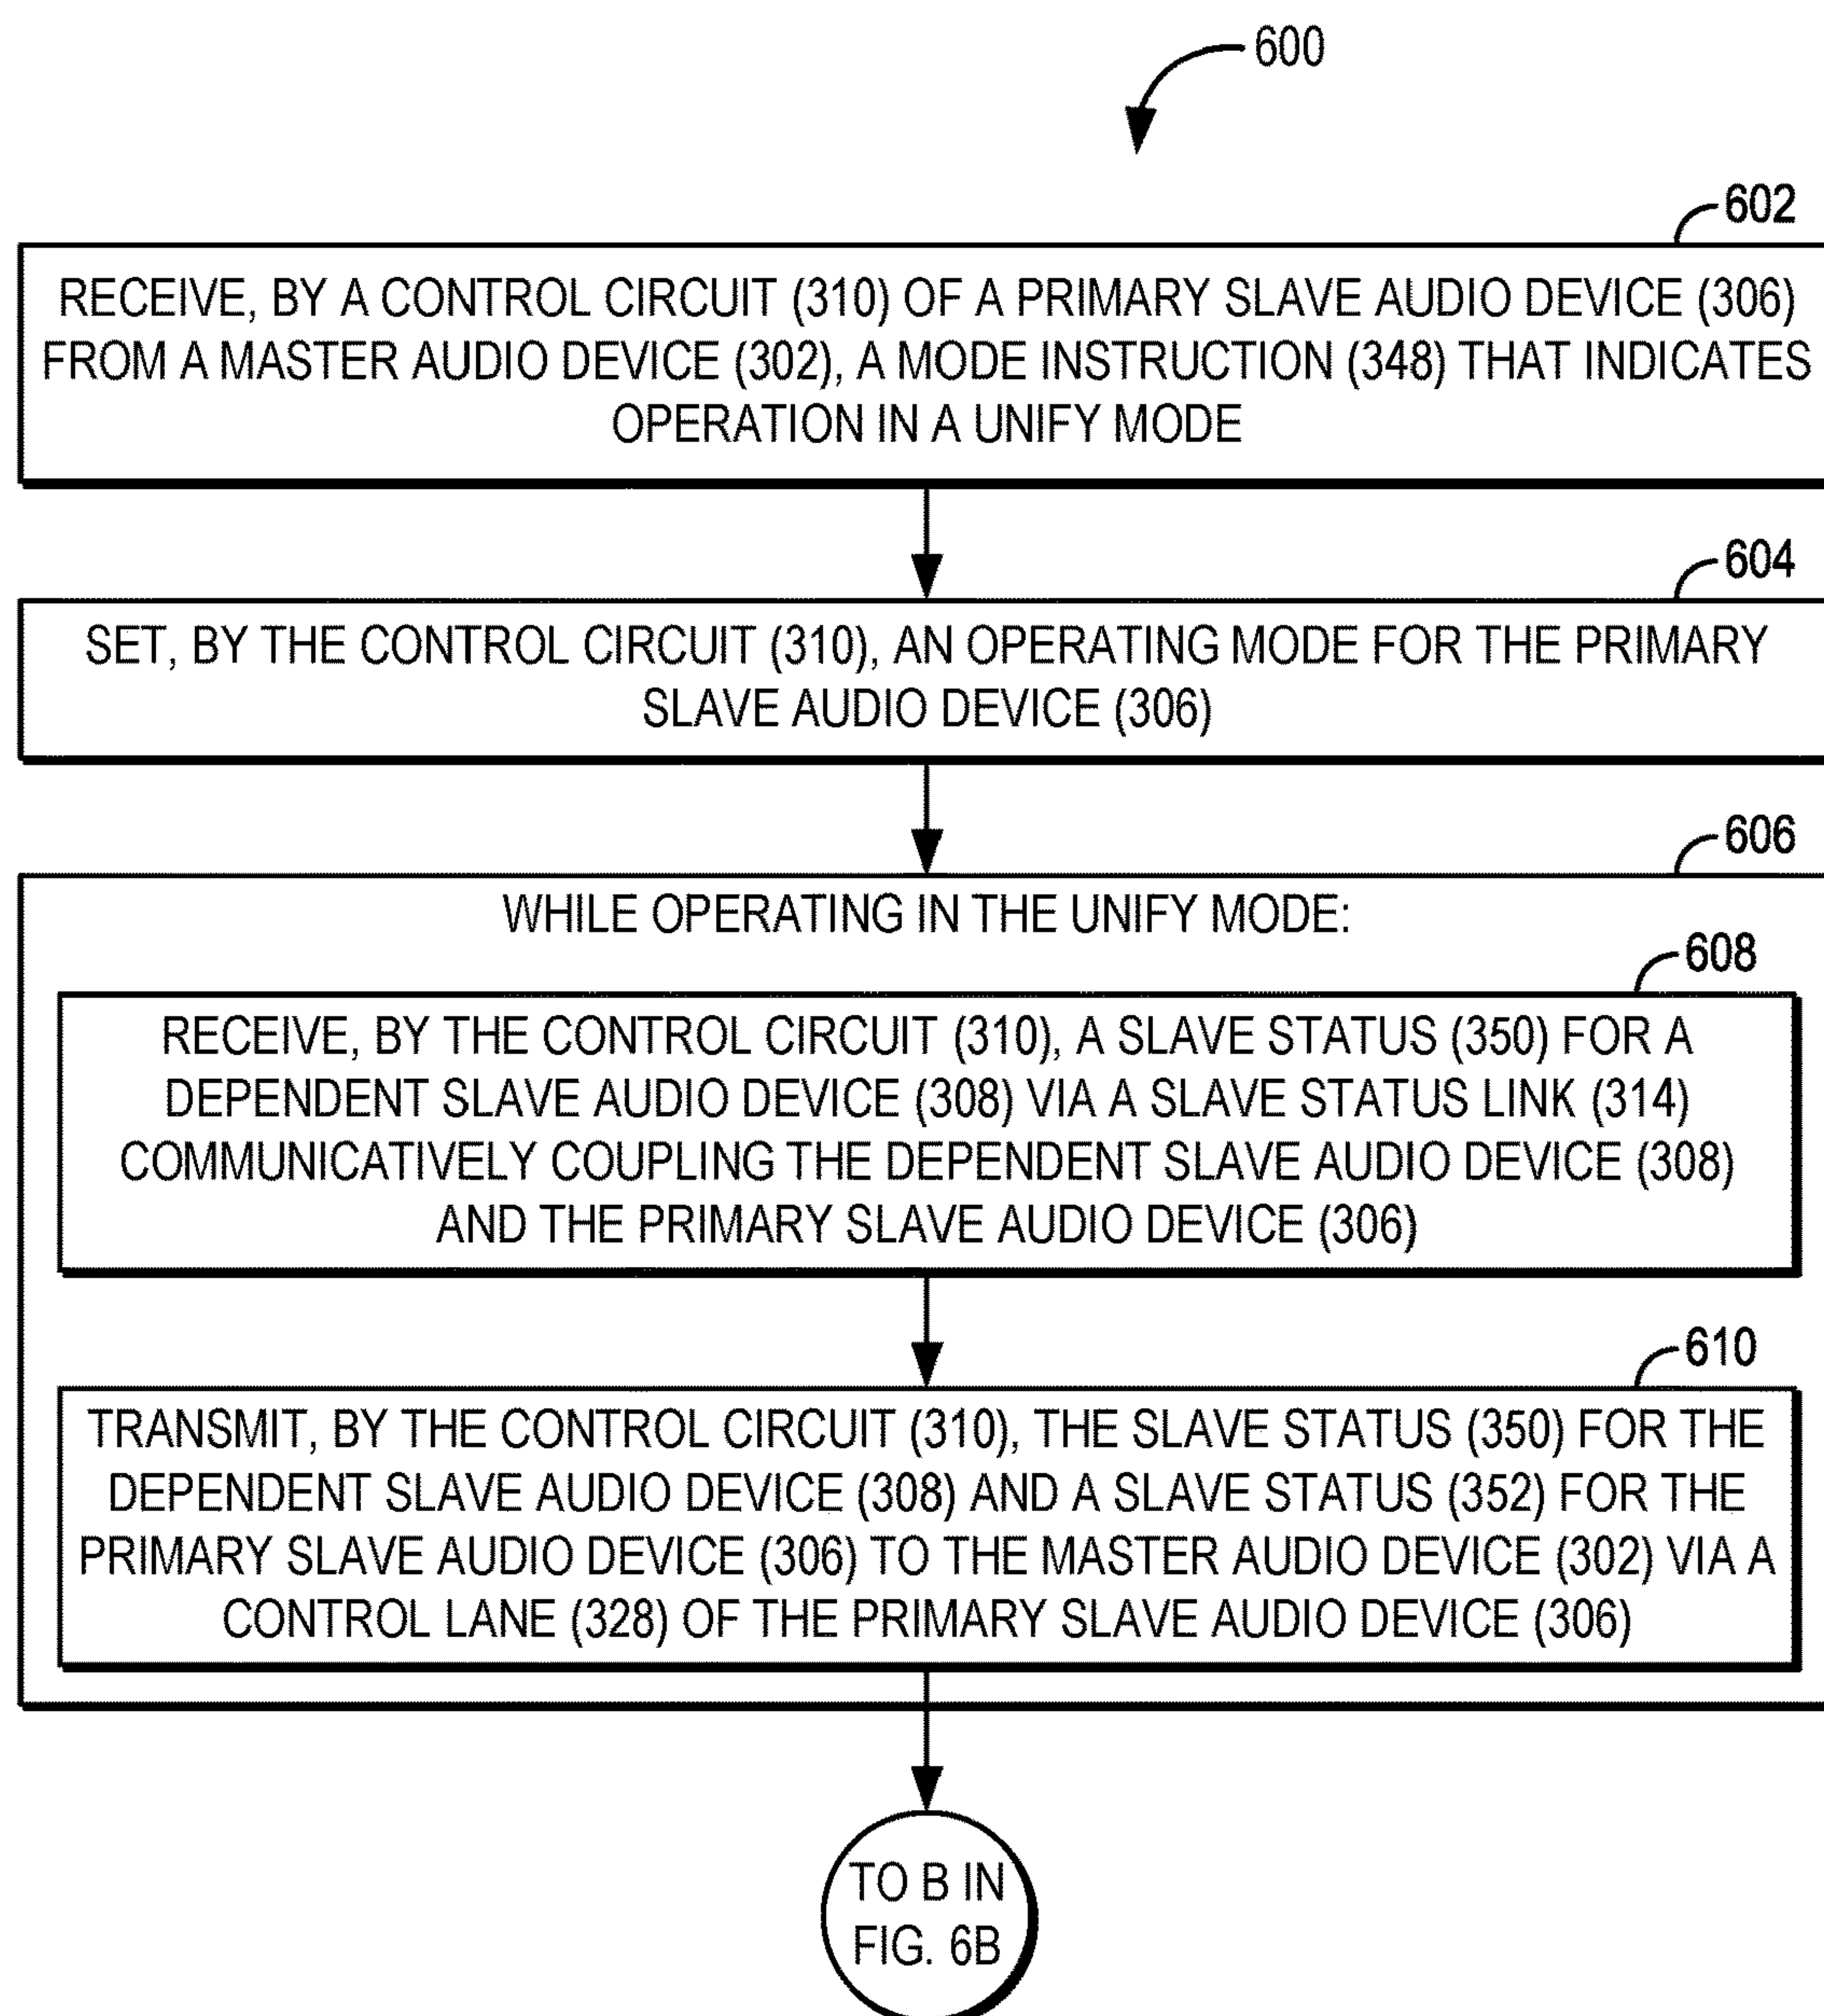 600
602
RECEIVE, BY A CONTROL CIRCUIT (310) OF A PRIMARY SLAVE AUDIO DEVICE (306)
FROM A MASTER AUDIO DEVICE (302), A MODE INSTRUCTION (348) THAT INDICATES
OPERATION IN A UNIFY MODE
604
SET, BY THE CONTROL CIRCUIT (310), AN OPERATING MODE FOR THE PRIMARY
SLAVE AUDIO DEVICE (306)
606
WHILE OPERATING IN THE UNIFY MODE:
608
RECEIVE, BY THE CONTROL CIRCUIT (310), A SLAVE STATUS (350) FOR A
DEPENDENT SLAVE AUDIO DEVICE (308) VIA A SLAVE STATUS LINK (314)
COMMUNICATIVELY COUPLING THE DEPENDENT SLAVE AUDIO DEVICE (308)
AND THE PRIMARY SLAVE AUDIO DEVICE (306)
610
TRANSMIT, BY THE CONTROL CIRCUIT (310), THE SLAVE STATUS (350) FOR THE
DEPENDENT SLAVE AUDIO DEVICE (308) AND A SLAVE STATUS (352) FOR THE
PRIMARY SLAVE AUDIO DEVICE (306) TO THE MASTER AUDIO DEVICE (302) VIA A
CONTROL LANE (328) OF THE PRIMARY SLAVE AUDIO DEVICE (306)
TO B IN
FIG. 6B